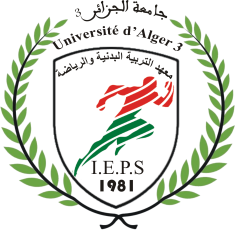 جامعة الجزائر 3
Université d'Alger 3
معهد التربية البدنية والرياضة
I.E.P.S
1981